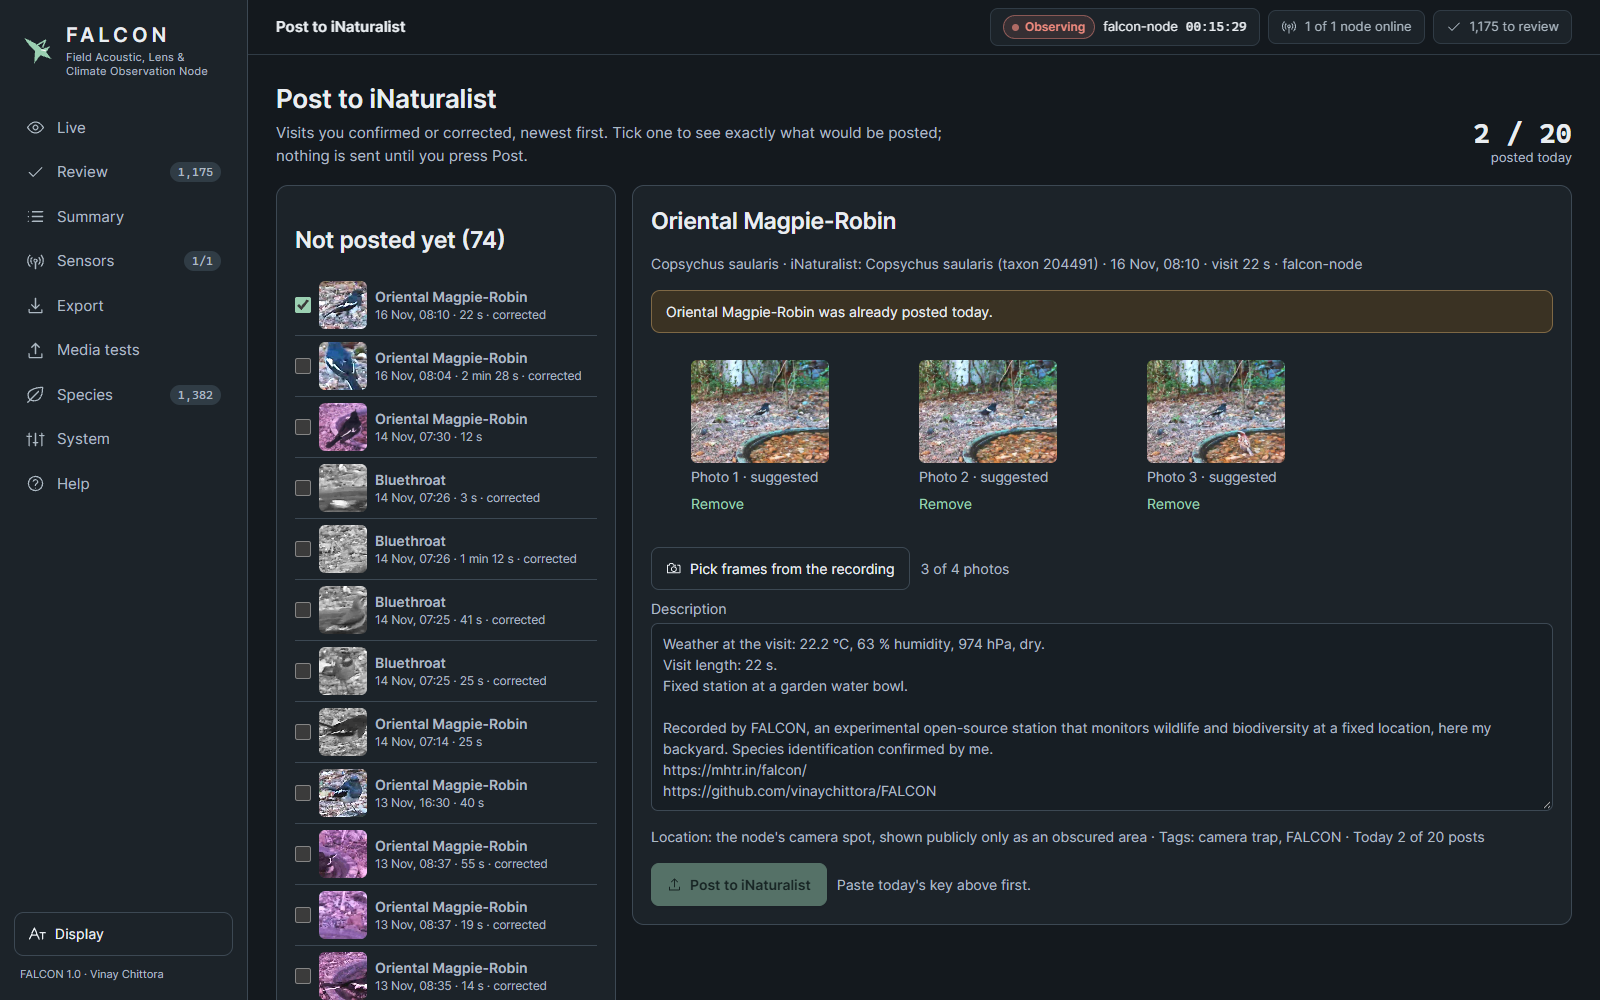 FALCON
Field Acoustic, Lens &
Climate Observation Node
Live
Review 1,175
Summary
Sensors 1/1
Export
Media tests
Species 1,382
System
Help
Display
FALCON 1.0 · Vinay Chittora
Post to iNaturalist
Observing falcon-node 00:15:29
1 of 1 node online
1,175 to review
Post to iNaturalist
Visits you confirmed or corrected, newest first. Tick one to see exactly what would be posted;
nothing is sent until you press Post.
2 / 20
posted today
Not posted yet (74)
Oriental Magpie-Robin
16 Nov, 08:10 · 22 s · corrected
Oriental Magpie-Robin
16 Nov, 08:04 · 2 min 28 s · corrected
Oriental Magpie-Robin
14 Nov, 07:30 · 12 s
Bluethroat
14 Nov, 07:26 · 3 s · corrected
Bluethroat
14 Nov, 07:26 · 1 min 12 s · corrected
Bluethroat
14 Nov, 07:25 · 41 s · corrected
Bluethroat
14 Nov, 07:25 · 25 s · corrected
Oriental Magpie-Robin
14 Nov, 07:14 · 25 s
Oriental Magpie-Robin
13 Nov, 16:30 · 40 s
Oriental Magpie-Robin
13 Nov, 08:37 · 55 s · corrected
Oriental Magpie-Robin
13 Nov, 08:37 · 19 s · corrected
Oriental Magpie-Robin
13 Nov, 08:35 · 14 s · corrected
Oriental Magpie-Robin
Copsychus saularis · iNaturalist: Copsychus saularis (taxon 204491) · 16 Nov, 08:10 · visit 22 s · falcon-node
Oriental Magpie-Robin was already posted today.
Photo 1 · suggested
Remove
Photo 2 · suggested
Remove
Photo 3 · suggested
Remove
Pick frames from the recording
3 of 4 photos
Description
Weather at the visit: 22.2 °C, 63 % humidity, 974 hPa, dry.
Visit length: 22 s.
Fixed station at a garden water bowl.
Recorded by FALCON, an experimental open-source station that monitors wildlife and biodiversity at a fixed location, here my
backyard. Species identification confirmed by me.
https://mhtr.in/falcon/
https://github.com/vinaychittora/FALCON
Location: the node's camera spot, shown publicly only as an obscured area · Tags: camera trap, FALCON · Today 2 of 20 posts
Post to iNaturalist
Paste today's key above first.